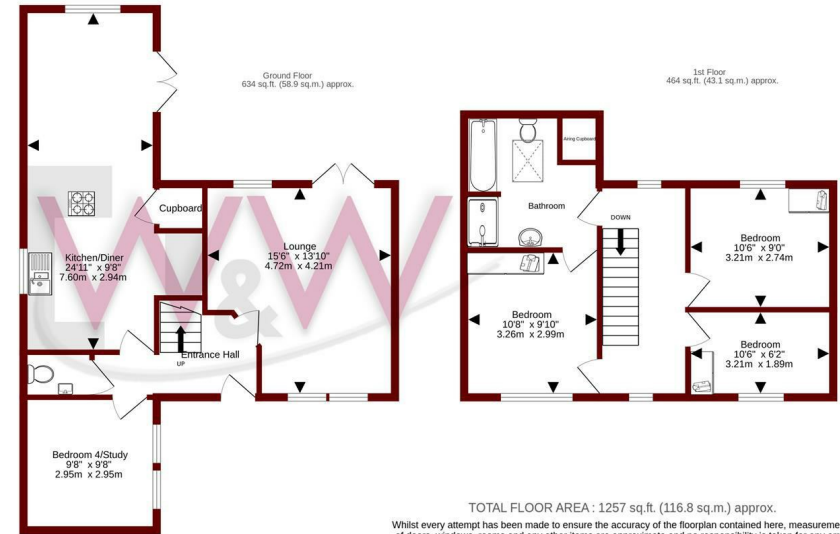 Ground Floor
634 sq.ft. (58.9 sq.m.) approx.
1st Floor
464 sq.ft. (43.1 sq.m.) approx.
W&W
Cupboard
Kitchen/Diner
24'11" x 9'8"
7.60m x 2.94m
Lounge
15'6" x 13'10"
4.72m x 4.21m
UP
Entrance Hall
Bedroom 4/Study
9'8" x 9'8"
2.95m x 2.95m
Airing Cupboard
Bathroom
DOWN
Bedroom
10'6" x 9'0"
3.21m x 2.74m
Bedroom
10'8" x 9'10"
3.26m x 2.99m
Bedroom
10'6" x 6'2"
3.21m x 1.89m
TOTAL FLOOR AREA : 1257 sq.ft. (116.8 sq.m.) approx.
Whilst every attempt has been made to ensure the accuracy of the floorplan contained here, measureme